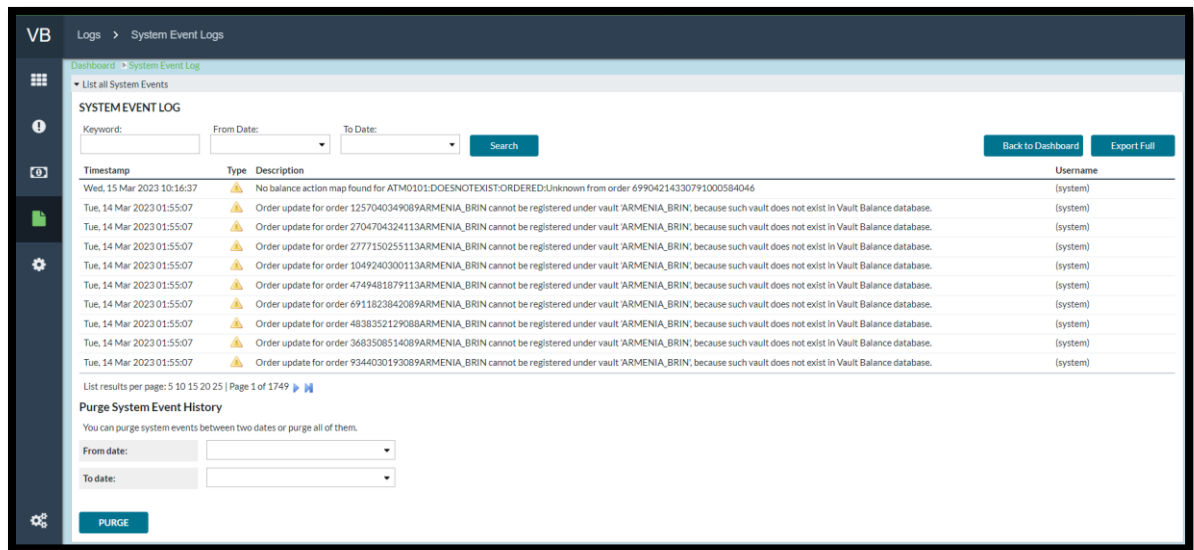 VB
Logs > System Event Logs
Dashboard > System Event Log
List all System Events
SYSTEM EVENT LOG
Keyword: From Date: To Date:
Search Back to Dashboard Export Full
Timestamp Type Description Username
Wed, 15 Mar 2023 10:16:37 No balance action map found for ATM0101:DOESNOTEXIST:ORDERED:Unknown from order 69904214330791000584046 (system)
Tue, 14 Mar 2023 01:55:07 Order update for order 1257040349089ARMENIA_BRIN cannot be registered under vault 'ARMENIA_BRIN', because such vault does not exist in Vault Balance database. (system)
Tue, 14 Mar 2023 01:55:07 Order update for order 2704704324113ARMENIA_BRIN cannot be registered under vault 'ARMENIA_BRIN', because such vault does not exist in Vault Balance database. (system)
Tue, 14 Mar 2023 01:55:07 Order update for order 2777150255113ARMENIA_BRIN cannot be registered under vault 'ARMENIA_BRIN', because such vault does not exist in Vault Balance database. (system)
Tue, 14 Mar 2023 01:55:07 Order update for order 1049240300113ARMENIA_BRIN cannot be registered under vault 'ARMENIA_BRIN', because such vault does not exist in Vault Balance database. (system)
Tue, 14 Mar 2023 01:55:07 Order update for order 4749481879113ARMENIA_BRIN cannot be registered under vault 'ARMENIA_BRIN', because such vault does not exist in Vault Balance database. (system)
Tue, 14 Mar 2023 01:55:07 Order update for order 6911823842089ARMENIA_BRIN cannot be registered under vault 'ARMENIA_BRIN', because such vault does not exist in Vault Balance database. (system)
Tue, 14 Mar 2023 01:55:07 Order update for order 4838352129088ARMENIA_BRIN cannot be registered under vault 'ARMENIA_BRIN', because such vault does not exist in Vault Balance database. (system)
Tue, 14 Mar 2023 01:55:07 Order update for order 3683508514089ARMENIA_BRIN cannot be registered under vault 'ARMENIA_BRIN', because such vault does not exist in Vault Balance database. (system)
Tue, 14 Mar 2023 01:55:07 Order update for order 9344030193089ARMENIA_BRIN cannot be registered under vault 'ARMENIA_BRIN', because such vault does not exist in Vault Balance database. (system)
List results per page: 5 10 15 20 25 | Page 1 of 1749
Purge System Event History
You can purge system events between two dates or purge all of them.
From date:
To date:
PURGE